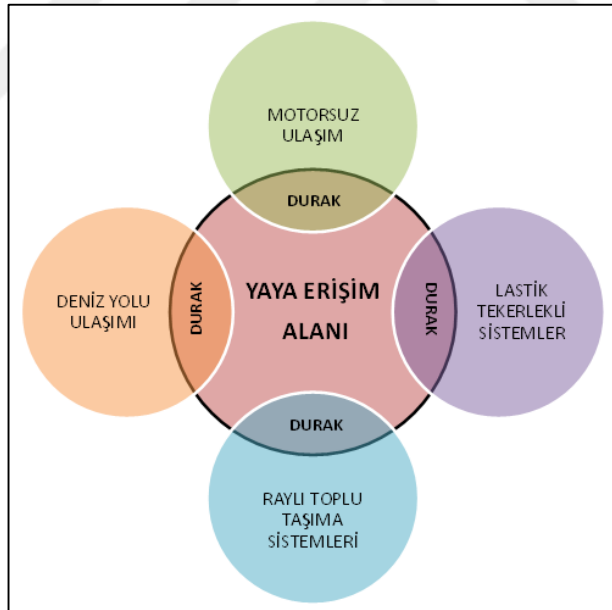 MOTORSUZ
ULAŞIM
DURAK
DENİZ YOLU
ULAŞIMI
DURAK
YAYA ERİŞİM
ALANI
DURAK
LASTİK
TEKERLEKLİ
SİSTEMLER
DURAK
RAYLI TOPLU
TAŞIMA
SİSTEMLERİ